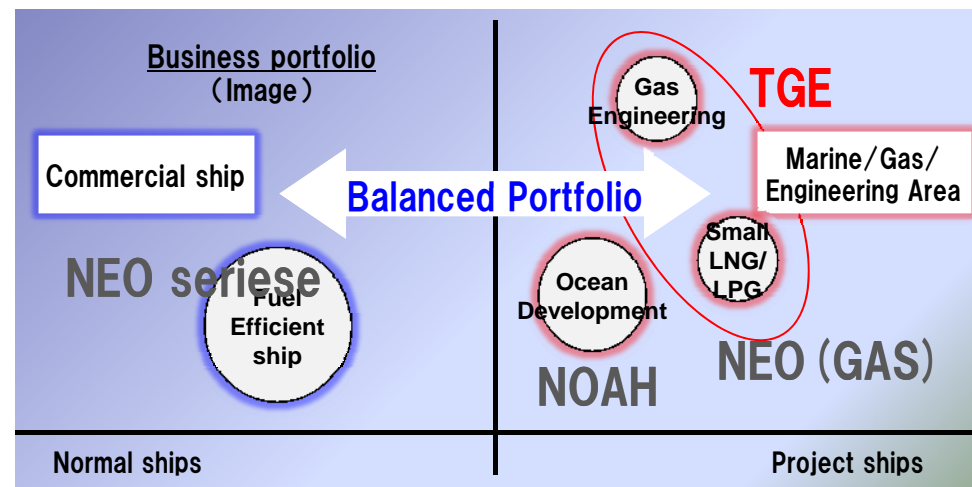 Business portfolio
（Image）
Commercial ship
NEO seriese
Fuel
Efficient
ship
Balanced Portfolio
Gas
Engineering
TGE
Marine/Gas/
Engineering Area
Small
LNG/
LPG
Ocean
Development
NOAH
NEO (GAS)
Normal ships
Project ships